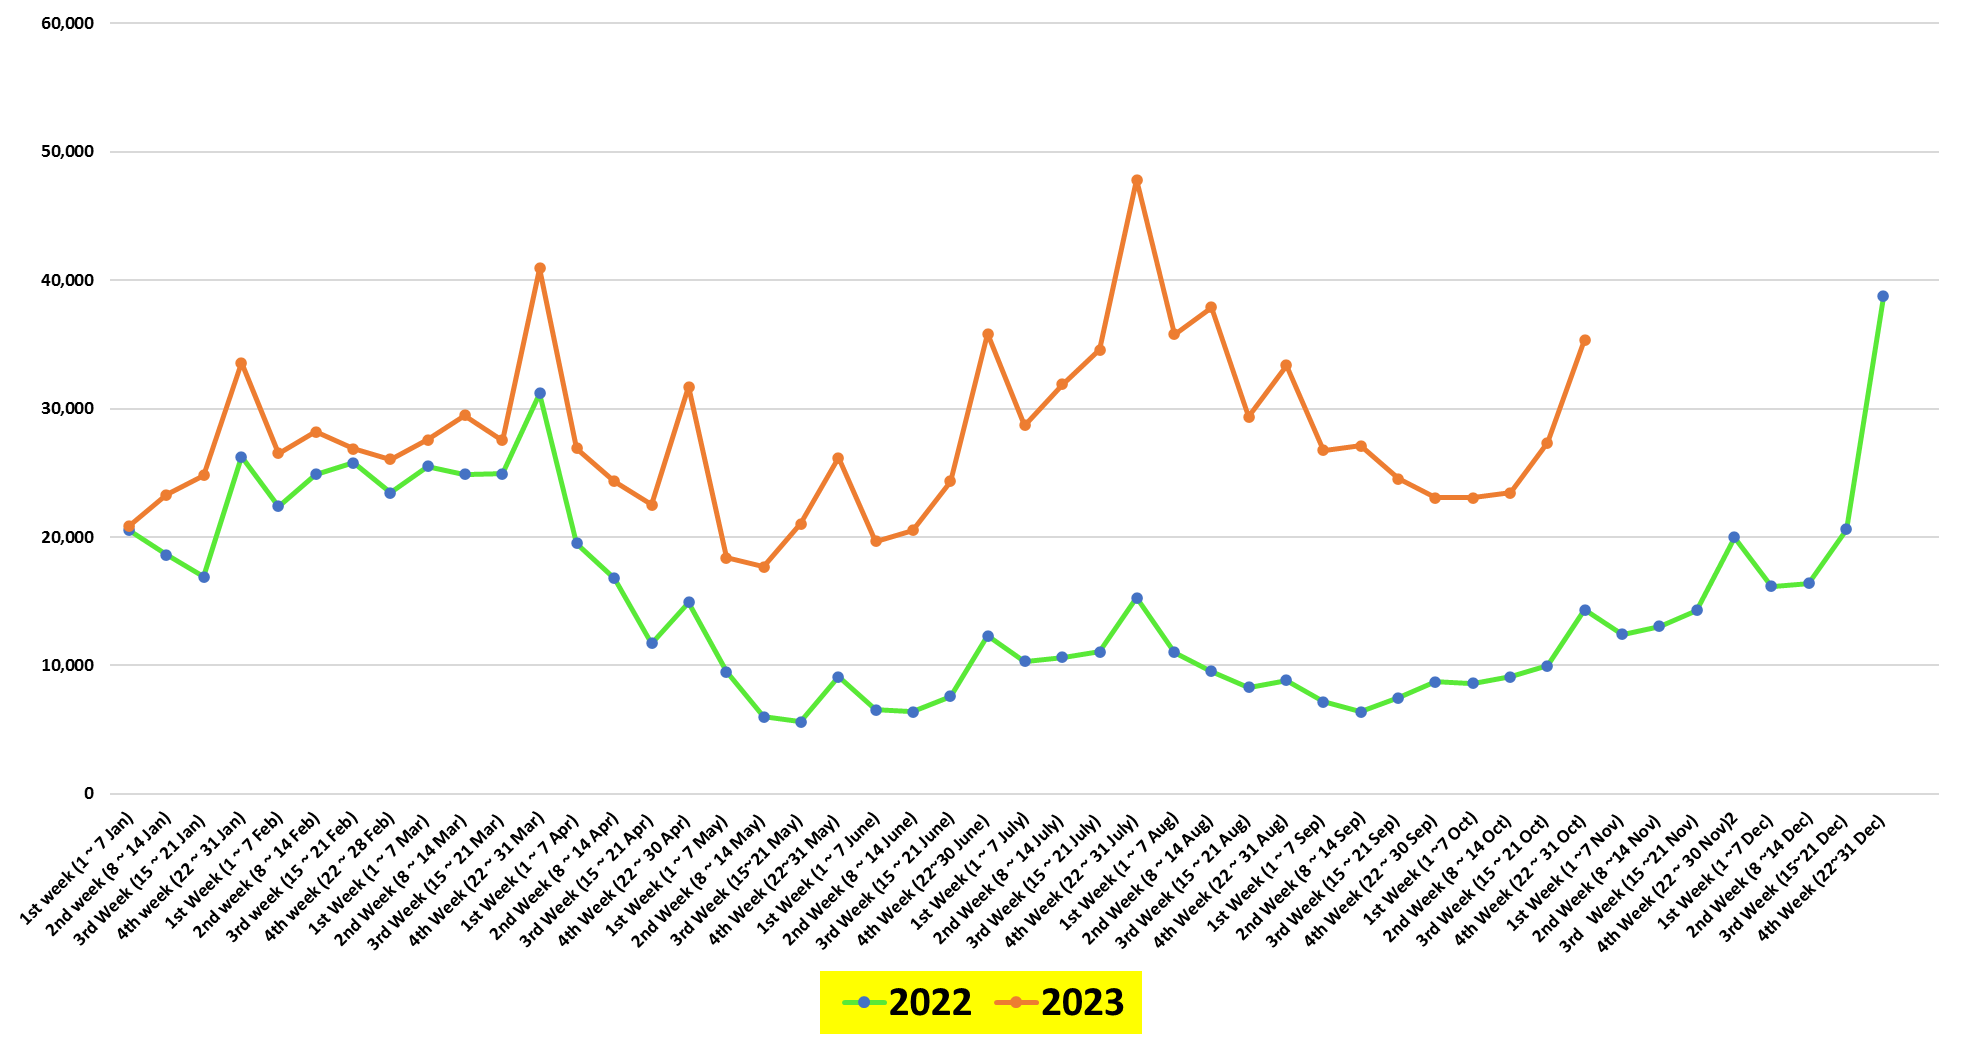 60,000
50,000
40,000
30,000
20,000
10,000
0
1st week (1 ~ 7 Jan)
2nd week (8 ~ 14 Jan)
3rd Week (15 ~ 21 Jan)
4th week (22 ~ 31 Jan)
1st Week (1 ~ 7 Feb)
2nd week (8 ~ 14 Feb)
3rd week (15 ~ 21 Feb)
4th week (22 ~ 28 Feb)
1st Week (1 ~ 7 Mar)
2nd Week (8 ~ 14 Mar)
3rd Week (15 ~ 21 Mar)
4th Week (22 ~ 31 Mar)
1st Week (1 ~ 7 Apr)
2nd Week (8 ~ 14 Apr)
3rd Week (15 ~ 21 Apr)
4th Week (22 ~ 30 Apr)
1st Week (1 ~ 7 May)
2nd Week (8 ~ 14 May)
3rd Week (15~21 May)
4th Week (22~31 May)
1st Week (1 ~ 7 June)
2nd Week (8 ~ 14 June)
3rd Week (15 ~ 21 June)
4th Week (22~30 June)
1st Week (1 ~ 7 July)
2nd Week (8 ~ 14 July)
3rd Week (15 ~ 21 July)
4th Week (22 ~ 31 July)
1st Week (1 ~ 7 Aug)
2nd Week (8 ~ 14 Aug)
3rd Week (15 ~ 21 Aug)
4th Week (22 ~ 31 Aug)
1st Week (1 ~ 7 Sep)
2nd Week (8 ~ 14 Sep)
3rd Week (15 ~ 21 Sep)
4th Week (22 ~ 30 Sep)
1st Week (1 ~ 7 Oct)
2nd Week (8 ~ 14 Oct)
3rd Week (15 ~ 21 Oct)
4th Week (22 ~ 31 Oct)
1st Week (1 ~7 Nov)
2nd Week (8 ~14 Nov)
3rd Week (15 ~21 Nov)
4th Week (22 ~ 30 Nov)2
1st Week (1 ~7 Dec)
2nd Week (8 ~14 Dec)
3rd Week (15~21 Dec)
4th Week (22~31 Dec)
2022 2023